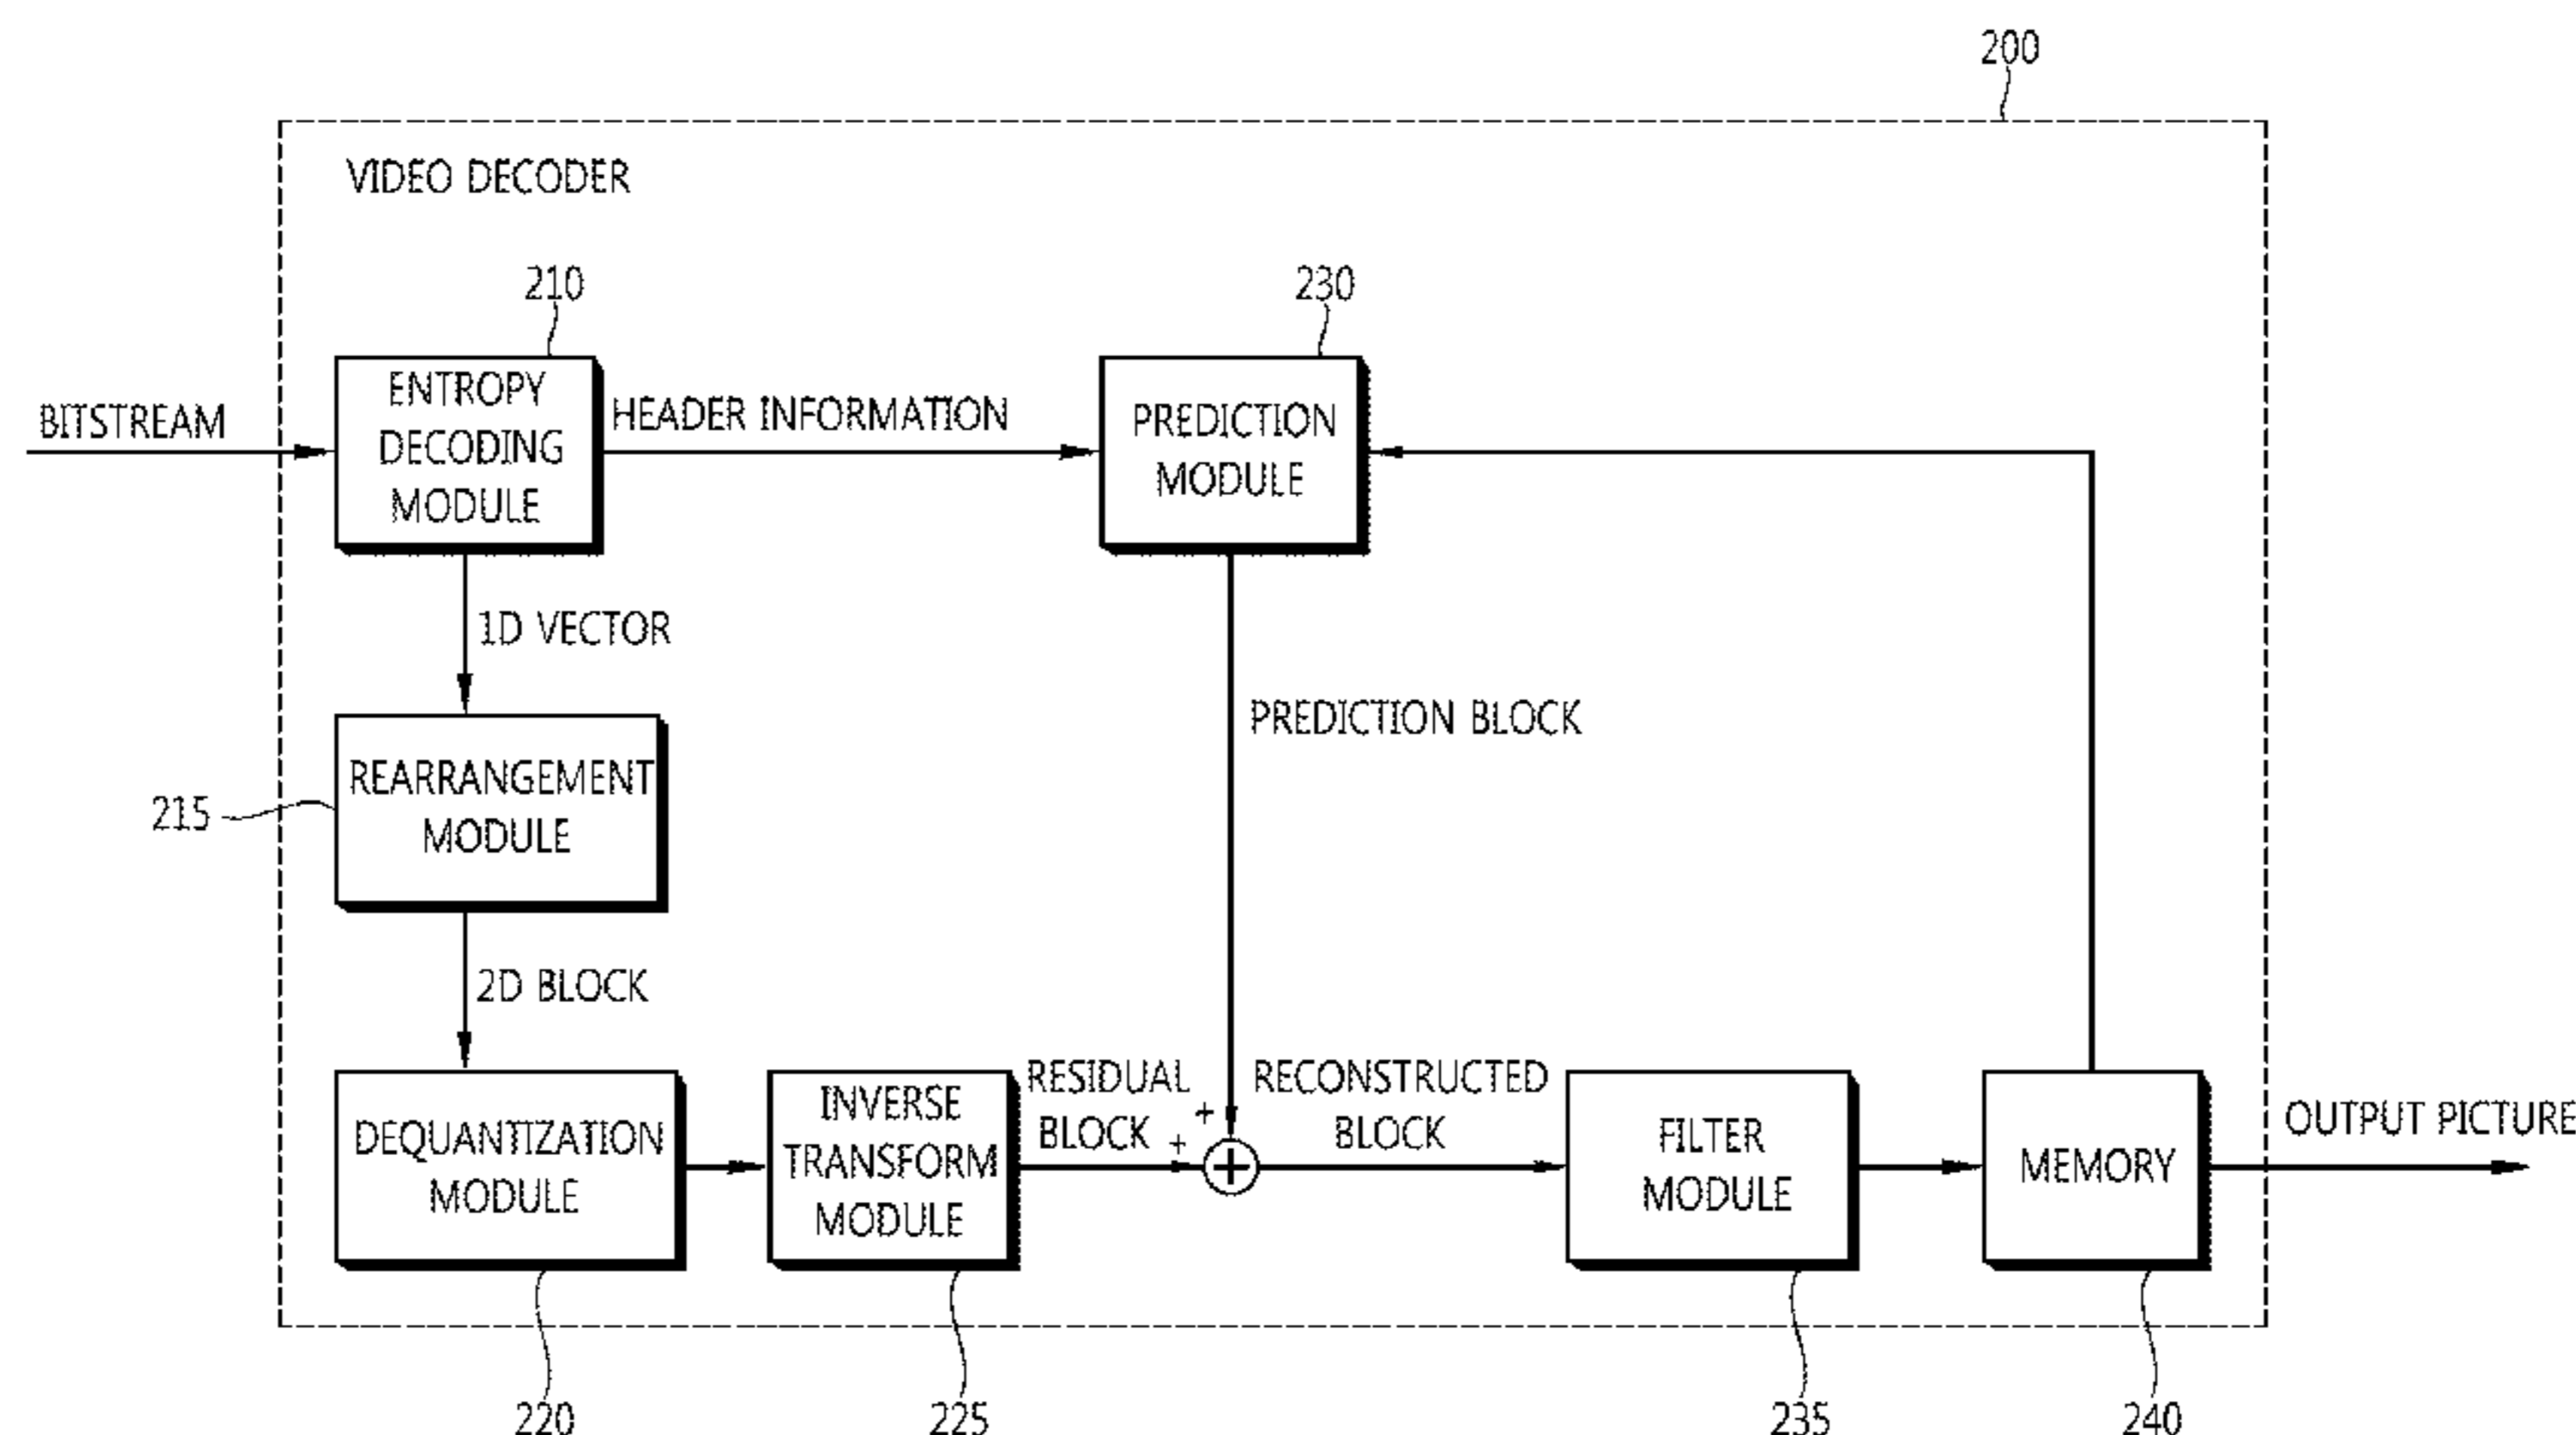 200
VIDEO DECODER
210
230
BITSTREAM
ENTROPY
DECODING
MODULE
HEADER INFORMATION
PREDICTION
MODULE
1D VECTOR
PREDICTION BLOCK
215
REARRANGEMENT
MODULE
2D BLOCK
DEQUANTIZATION
MODULE
INVERSE
TRANSFORM
MODULE
RESIDUAL
BLOCK
+
+
+
RECONSTRUCTED
BLOCK
FILTER
MODULE
MEMORY
OUTPUT PICTURE
220
225
235
240